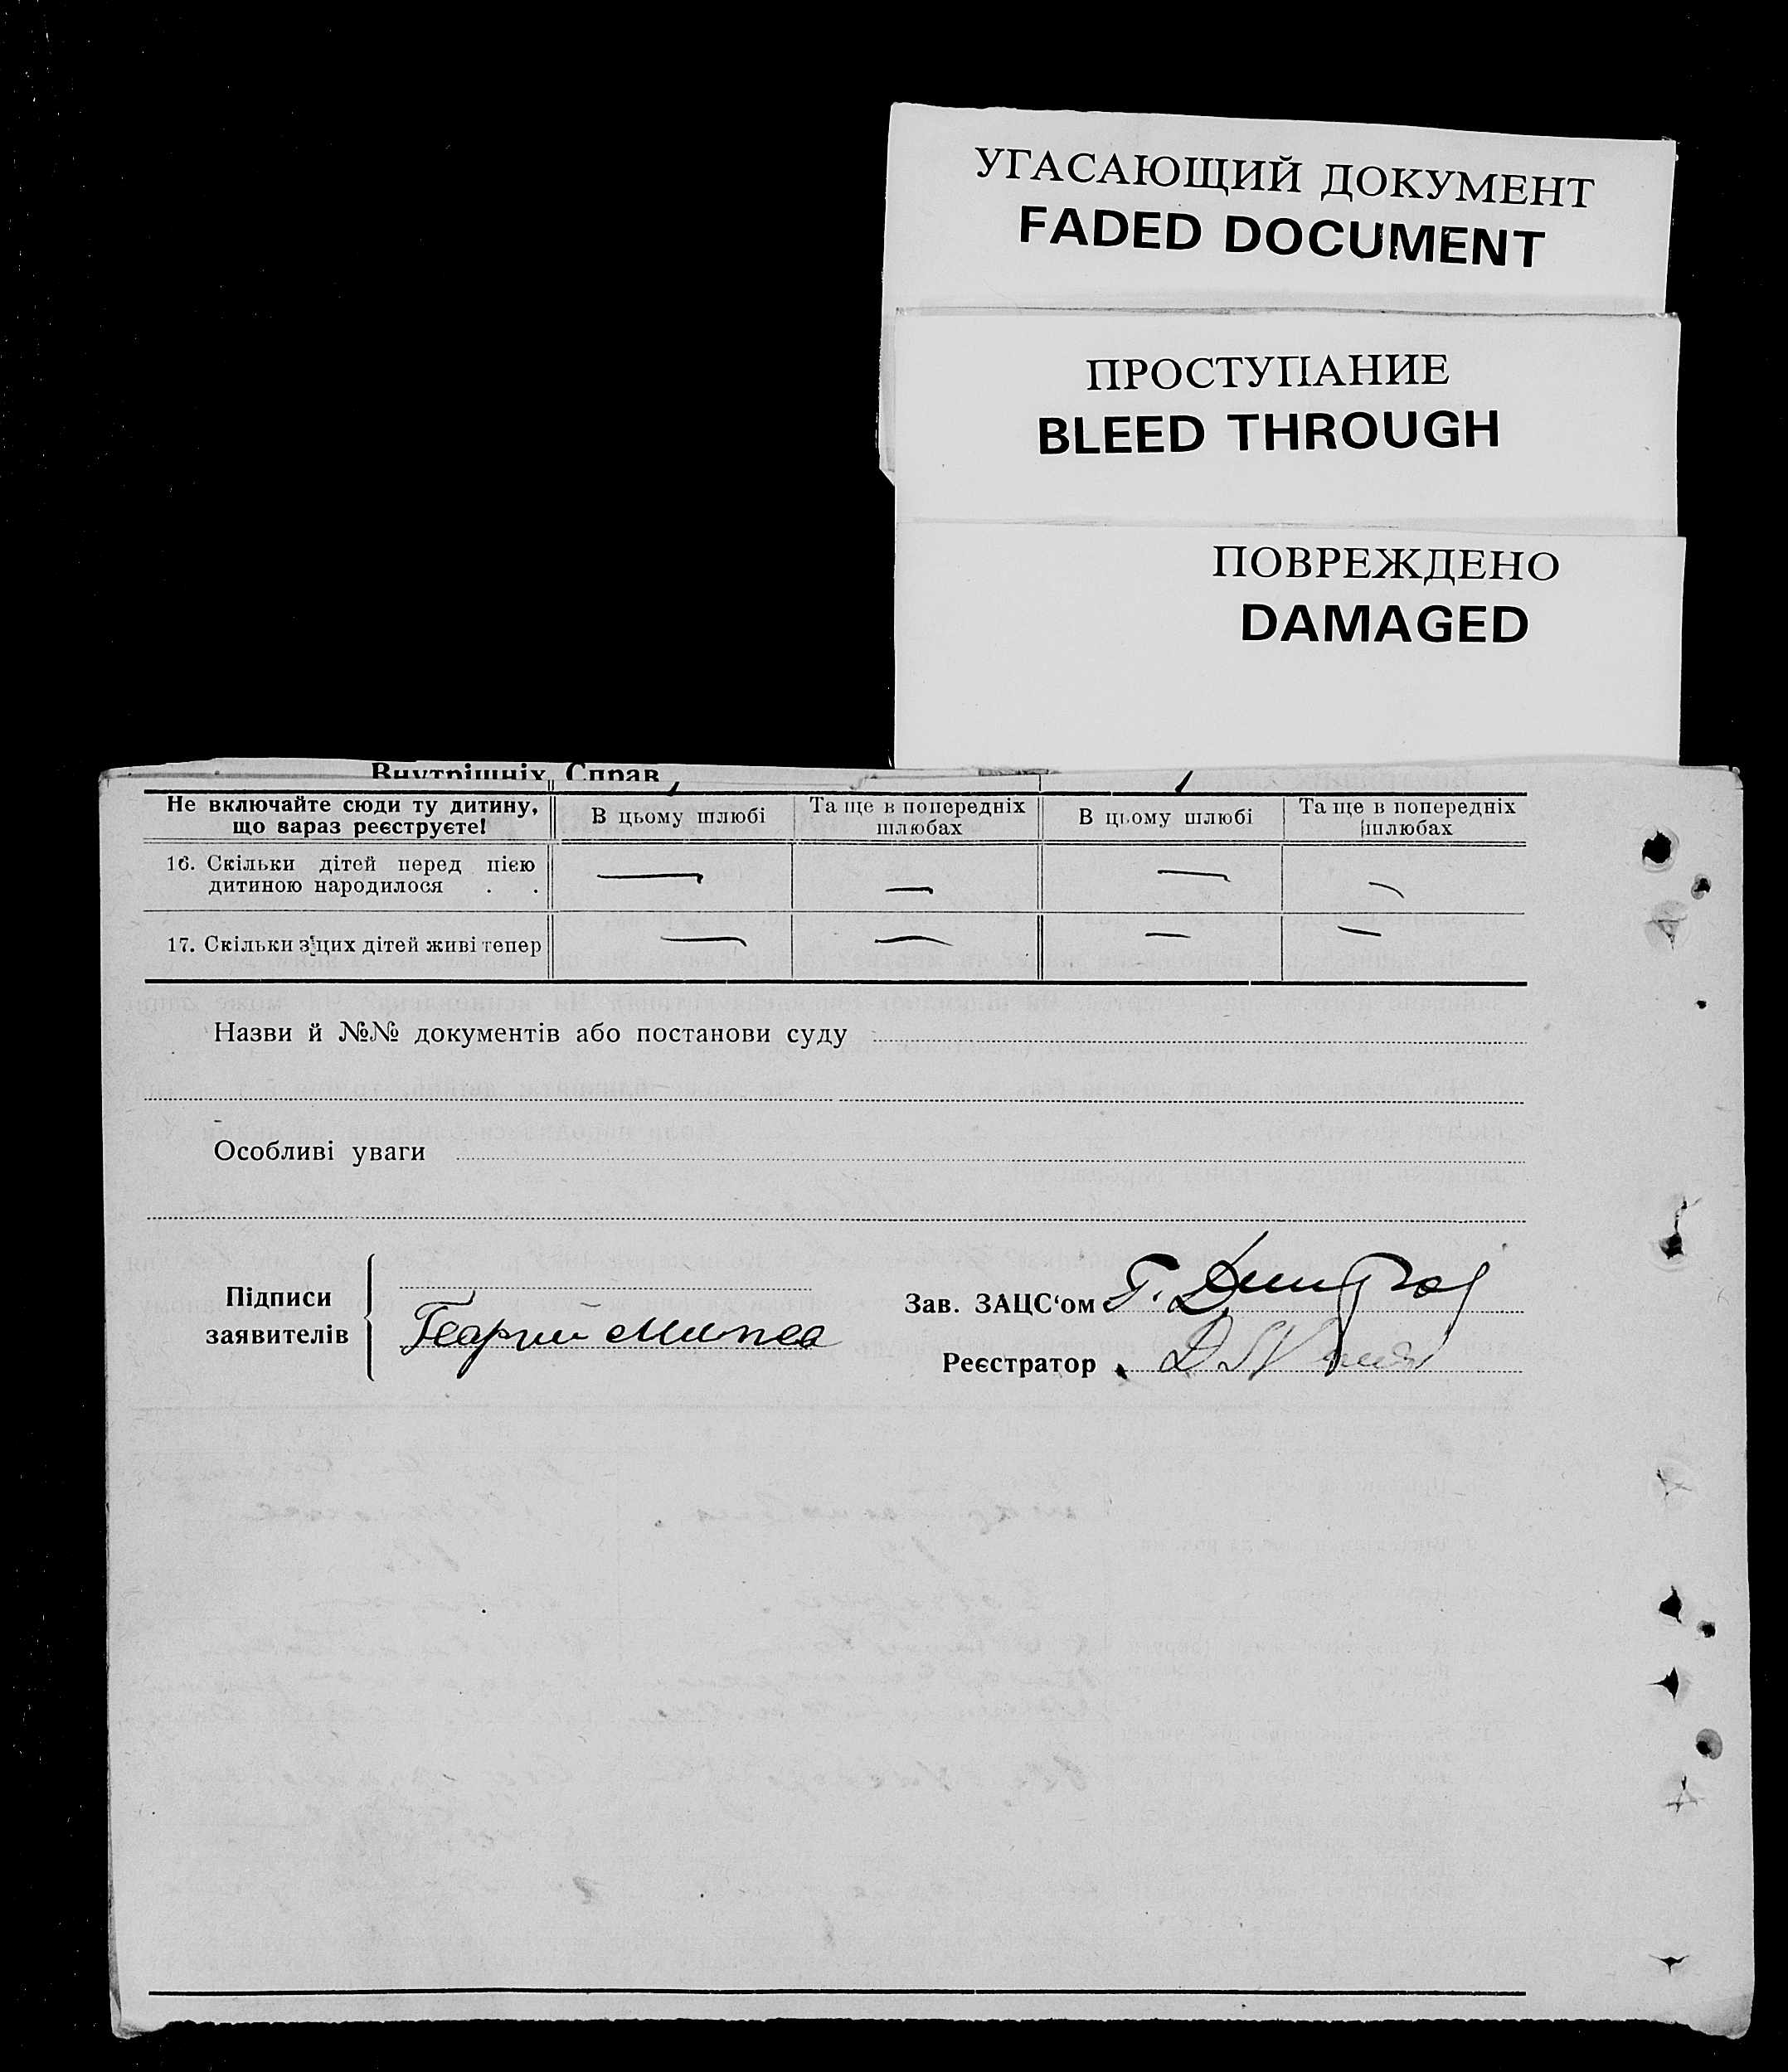 УГАСАЮЩИЙ ДОКУМЕНТ
FADED DOCUMENT
ПРОСТУПАНИЕ
BLEED THROUGH
ПОВРЕЖДЕНО
DAMAGED
Внутрішніх Справ
Не включайте сюди ту дитину, що вараз реєструєте!
В цьому шлюбі
Та ще в попередніх шлюбах
В цьому шлюбі
Та ще в попередніх шлюбах
16. Скільки дітей перед цією
дитиною народилося . .
— — — —
17. Скільки з цих дітей живі тепер
— — — —
Назви й №№ документів або постанови суду
Особливі уваги
Підписи
заявителів
Георгий
Зав. ЗАЦС‘ом Г.
Реєстратор